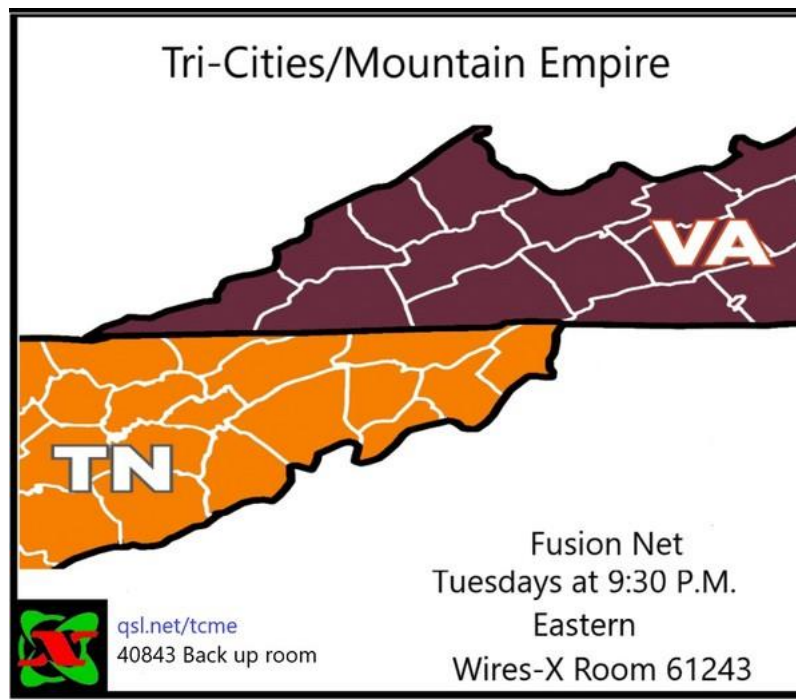 Tri-Cities/Mountain Empire
VA
TN
Fusion Net
Tuesdays at 9:30 P.M.
Eastern
Wires-X Room 61243
qsl.net/tcme
40843 Back up room
X